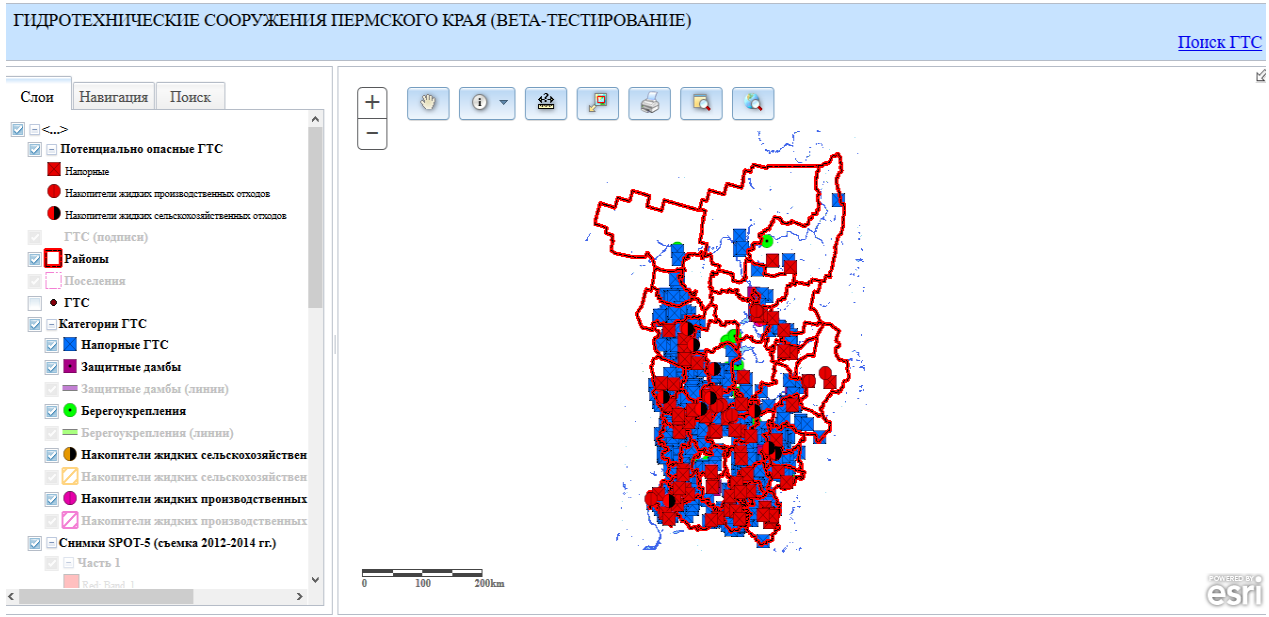 ГИДРОТЕХНИЧЕСКИЕ СООРУЖЕНИЯ ПЕРМСКОГО КРАЯ (BETA-ТЕСТИРОВАНИЕ)
Поиск ГТС
Слои Навигация Поиск
<...>
Потенциально опасные ГТС
Напорные
Накопители жидких производственных отходов
Накопители жидких сельскохозяйственных отходов
ГТС (подписи)
Районы
Поселения
ГТС
Категории ГТС
Напорные ГТС
Защитные дамбы
Защитные дамбы (линии)
Берегоукрепления
Берегоукрепления (линии)
Накопители жидких сельскохозяйствен
Накопители жидких сельскохозяйствен
Накопители жидких производственных
Накопители жидких производственных
Снимки SPOT-5 (съемка 2012-2014 гг.)
Часть 1
Red: Band_1
0 100 200km
POWERED BY
esri